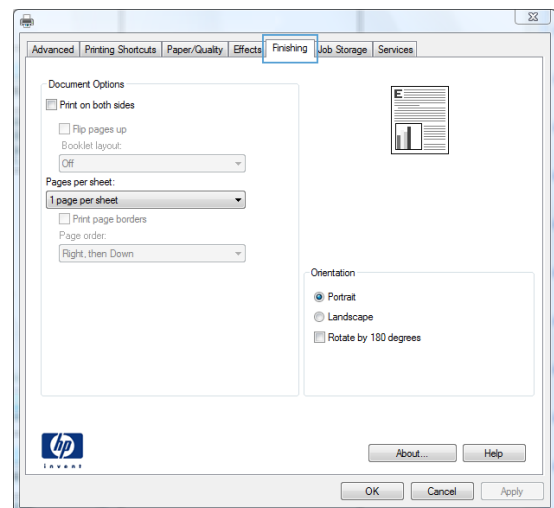 Advanced Printing Shortcuts Paper/Quality Effects Finishing Job Storage Services
Document Options
Print on both sides
Flip pages up
Booklet layout:
Off
Pages per sheet:
1 page per sheet
Print page borders
Page order:
Right, then Down
E
Orientation
Portrait
Landscape
Rotate by 180 degrees
hp
invent
About... Help
OK Cancel Apply